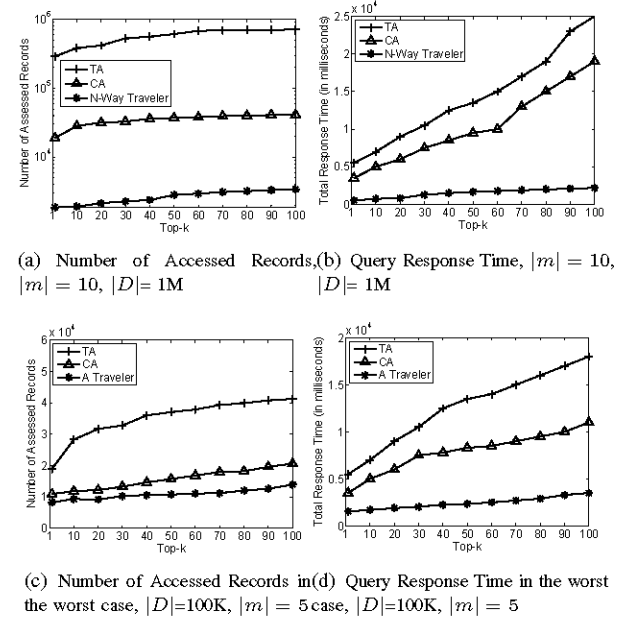 10^6
10^5
10^4
Number of Assessed Records
TA
CA
N-Way Traveler
1 10 20 30 40 50 60 70 80 90 100
Top-k
x 10^4
2.5
2
1.5
1
0.5
0
Total Response Time (in milliseconds)
TA
CA
N-Way Traveler
1 10 20 30 40 50 60 70 80 90 100
Top-k
(a) Number of Accessed Records,
|m| = 10, |D|= 1M
(b) Query Response Time, |m| = 10,
|D|= 1M
x 10^4
6
5
4
3
2
1
0
Number of Assessed Records
TA
CA
A Traveler
1 10 20 30 40 50 60 70 80 90 100
Top-k
x 10^4
2
1.5
1
0.5
0
Total Response Time (in milliseconds)
TA
CA
A Traveler
1 10 20 30 40 50 60 70 80 90 100
Top-k
(c) Number of Accessed Records in
the worst case, |D|=100K, |m| = 5
(d) Query Response Time in the worst
case, |D|=100K, |m| = 5